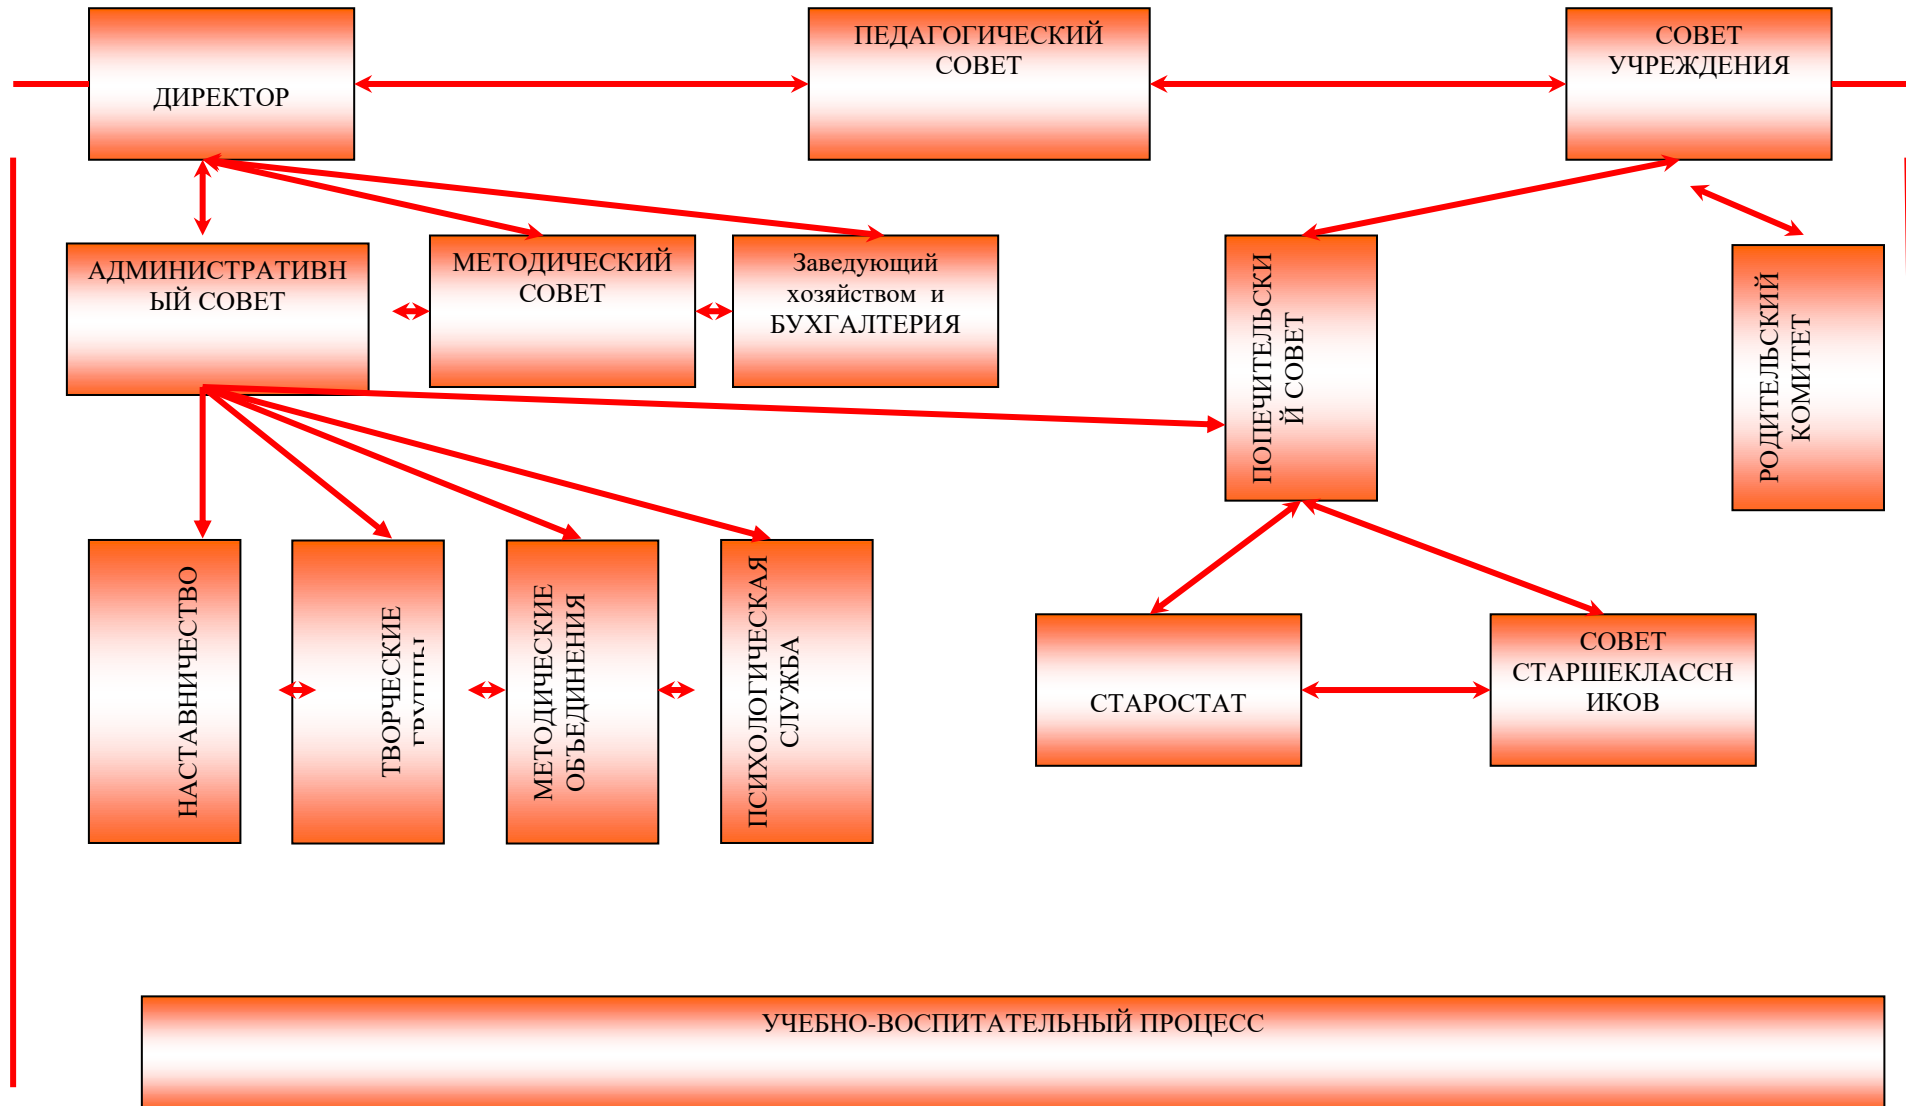 ДИРЕКТОР
ПЕДАГОГИЧЕСКИЙ
СОВЕТ
СОВЕТ
УЧРЕЖДЕНИЯ
АДМИНИСТРАТИВН
ЫЙ СОВЕТ
МЕТОДИЧЕСКИЙ
СОВЕТ
Заведующий
хозяйством и
БУХГАЛТЕРИЯ
ПОПЕЧИТЕЛЬСКИ
Й СОВЕТ
РОДИТЕЛЬСКИЙ
КОМИТЕТ
НАСТАВНИЧЕСТВО
ТВОРЧЕСКИЕ
ГРУППЫ
МЕТОДИЧЕСКИЕ
ОБЪЕДИНЕНИЯ
ПСИХОЛОГИЧЕСКАЯ
СЛУЖБА
СТАРОСТАТ
СОВЕТ
СТАРШЕКЛАССН
ИКОВ
УЧЕБНО-ВОСПИТАТЕЛЬНЫЙ ПРОЦЕСС